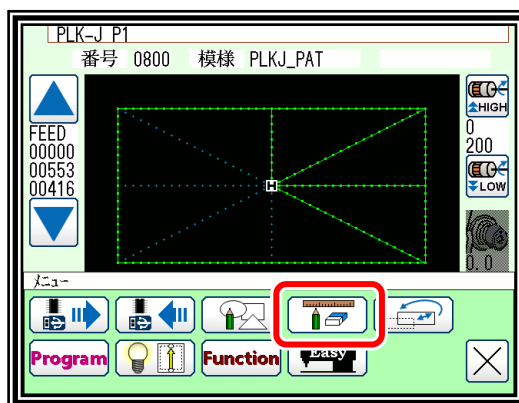 PLK-J P1
番号 0800 模様 PLKJ_PAT
HIGH
FEED
00000
00553
00416
0
200
LOW
0.0
H
メニュー
Program
Function
Easy